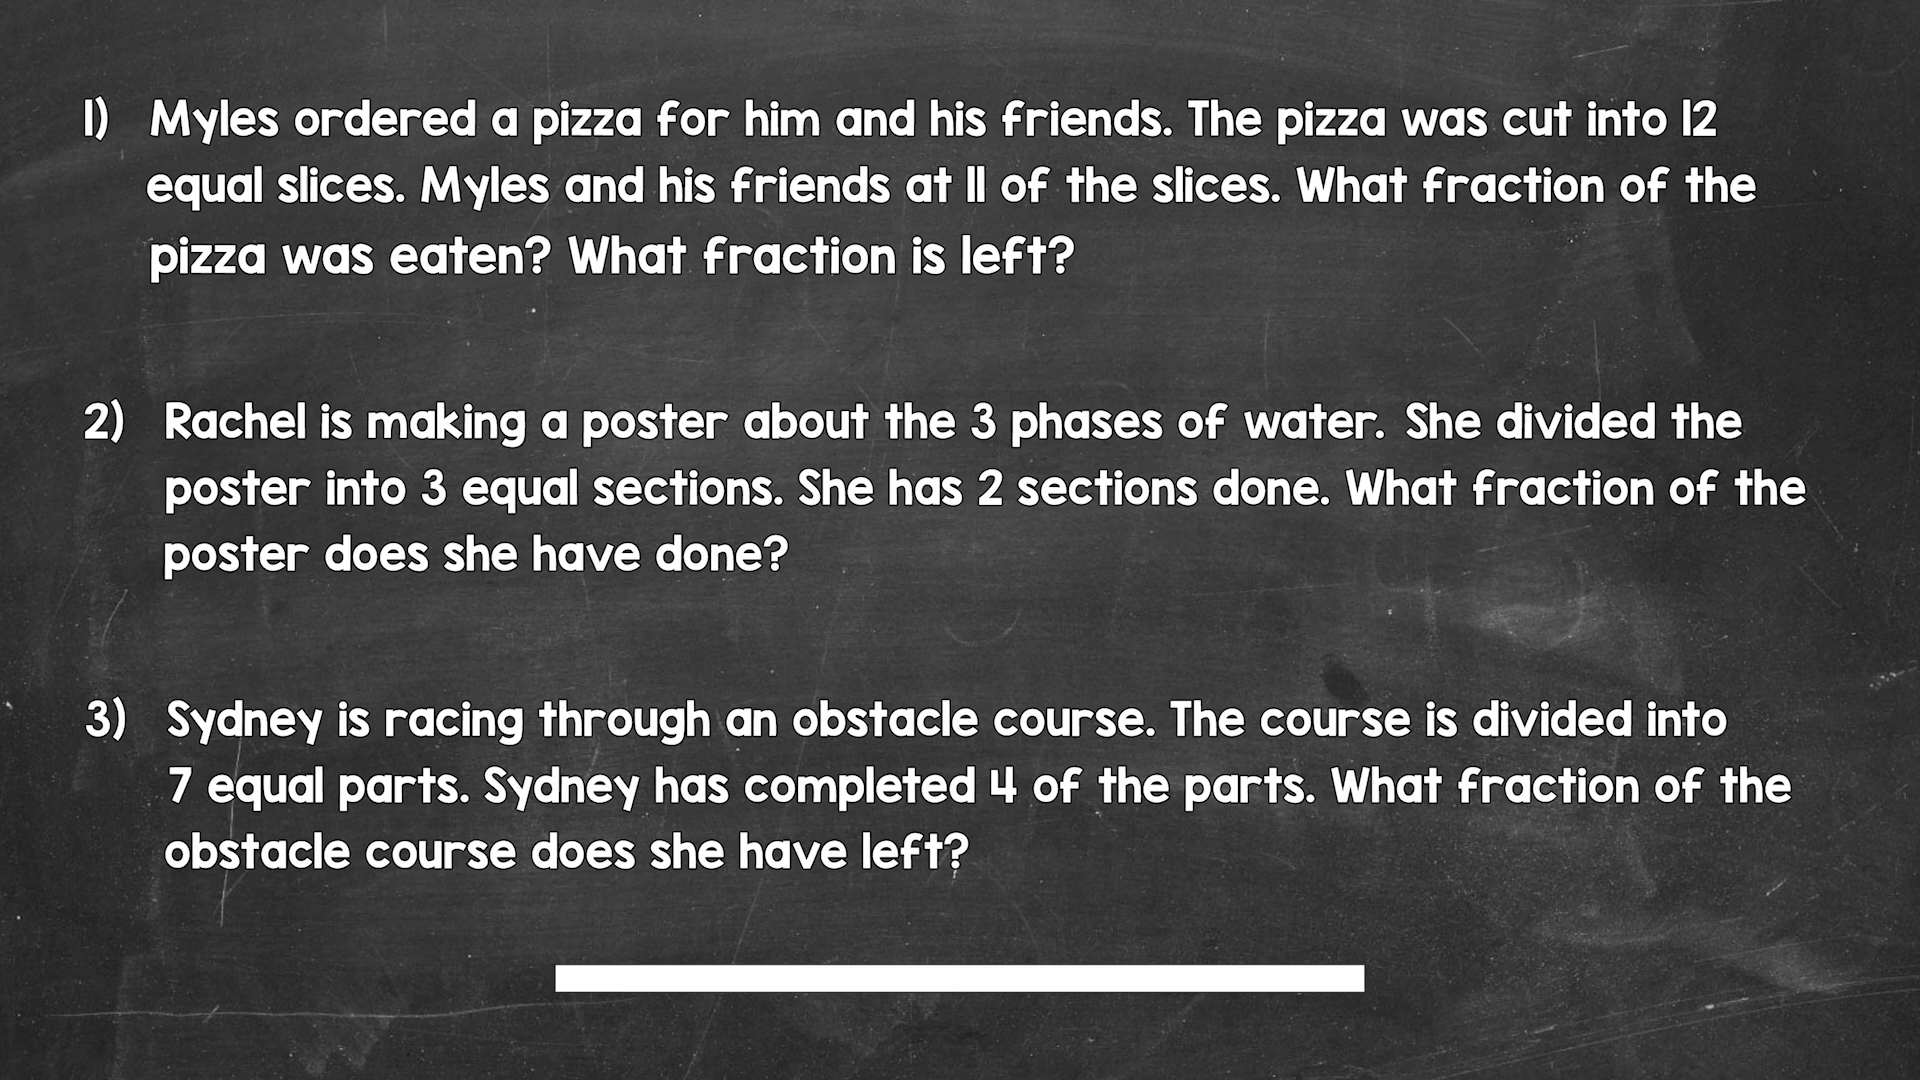 1) Myles ordered a pizza for him and his friends. The pizza was cut into 12
equal slices. Myles and his friends at 11 of the slices. What fraction of the
pizza was eaten? What fraction is left?
2) Rachel is making a poster about the 3 phases of water. She divided the
poster into 3 equal sections. She has 2 sections done. What fraction of the
poster does she have done?
3) Sydney is racing through an obstacle course. The course is divided into
7 equal parts. Sydney has completed 4 of the parts. What fraction of the
obstacle course does she have left?